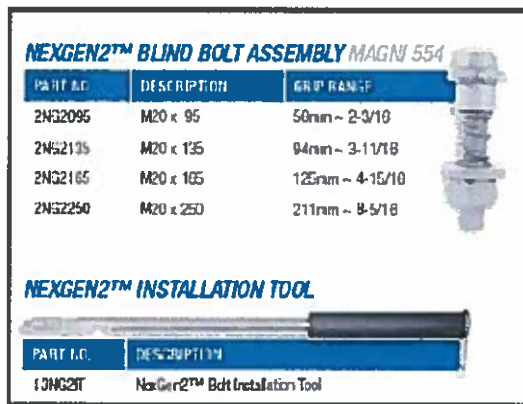 NEXGEN2™ BLIND BOLT ASSEMBLY MAGNI 554
PART NO. DESCRIPTION GRIP RANGE
2NG2095 M20 x 95 56mm ~ 2-3/16
2NG2135 M20 x 135 94mm ~ 3-11/16
2NG2165 M20 x 165 125mm ~ 4-15/16
2NG2250 M20 x 250 211mm ~ 8-5/16
NEXGEN2™ INSTALLATION TOOL
PART NO. DESCRIPTION
NexGen2™ Bolt Installation Tool